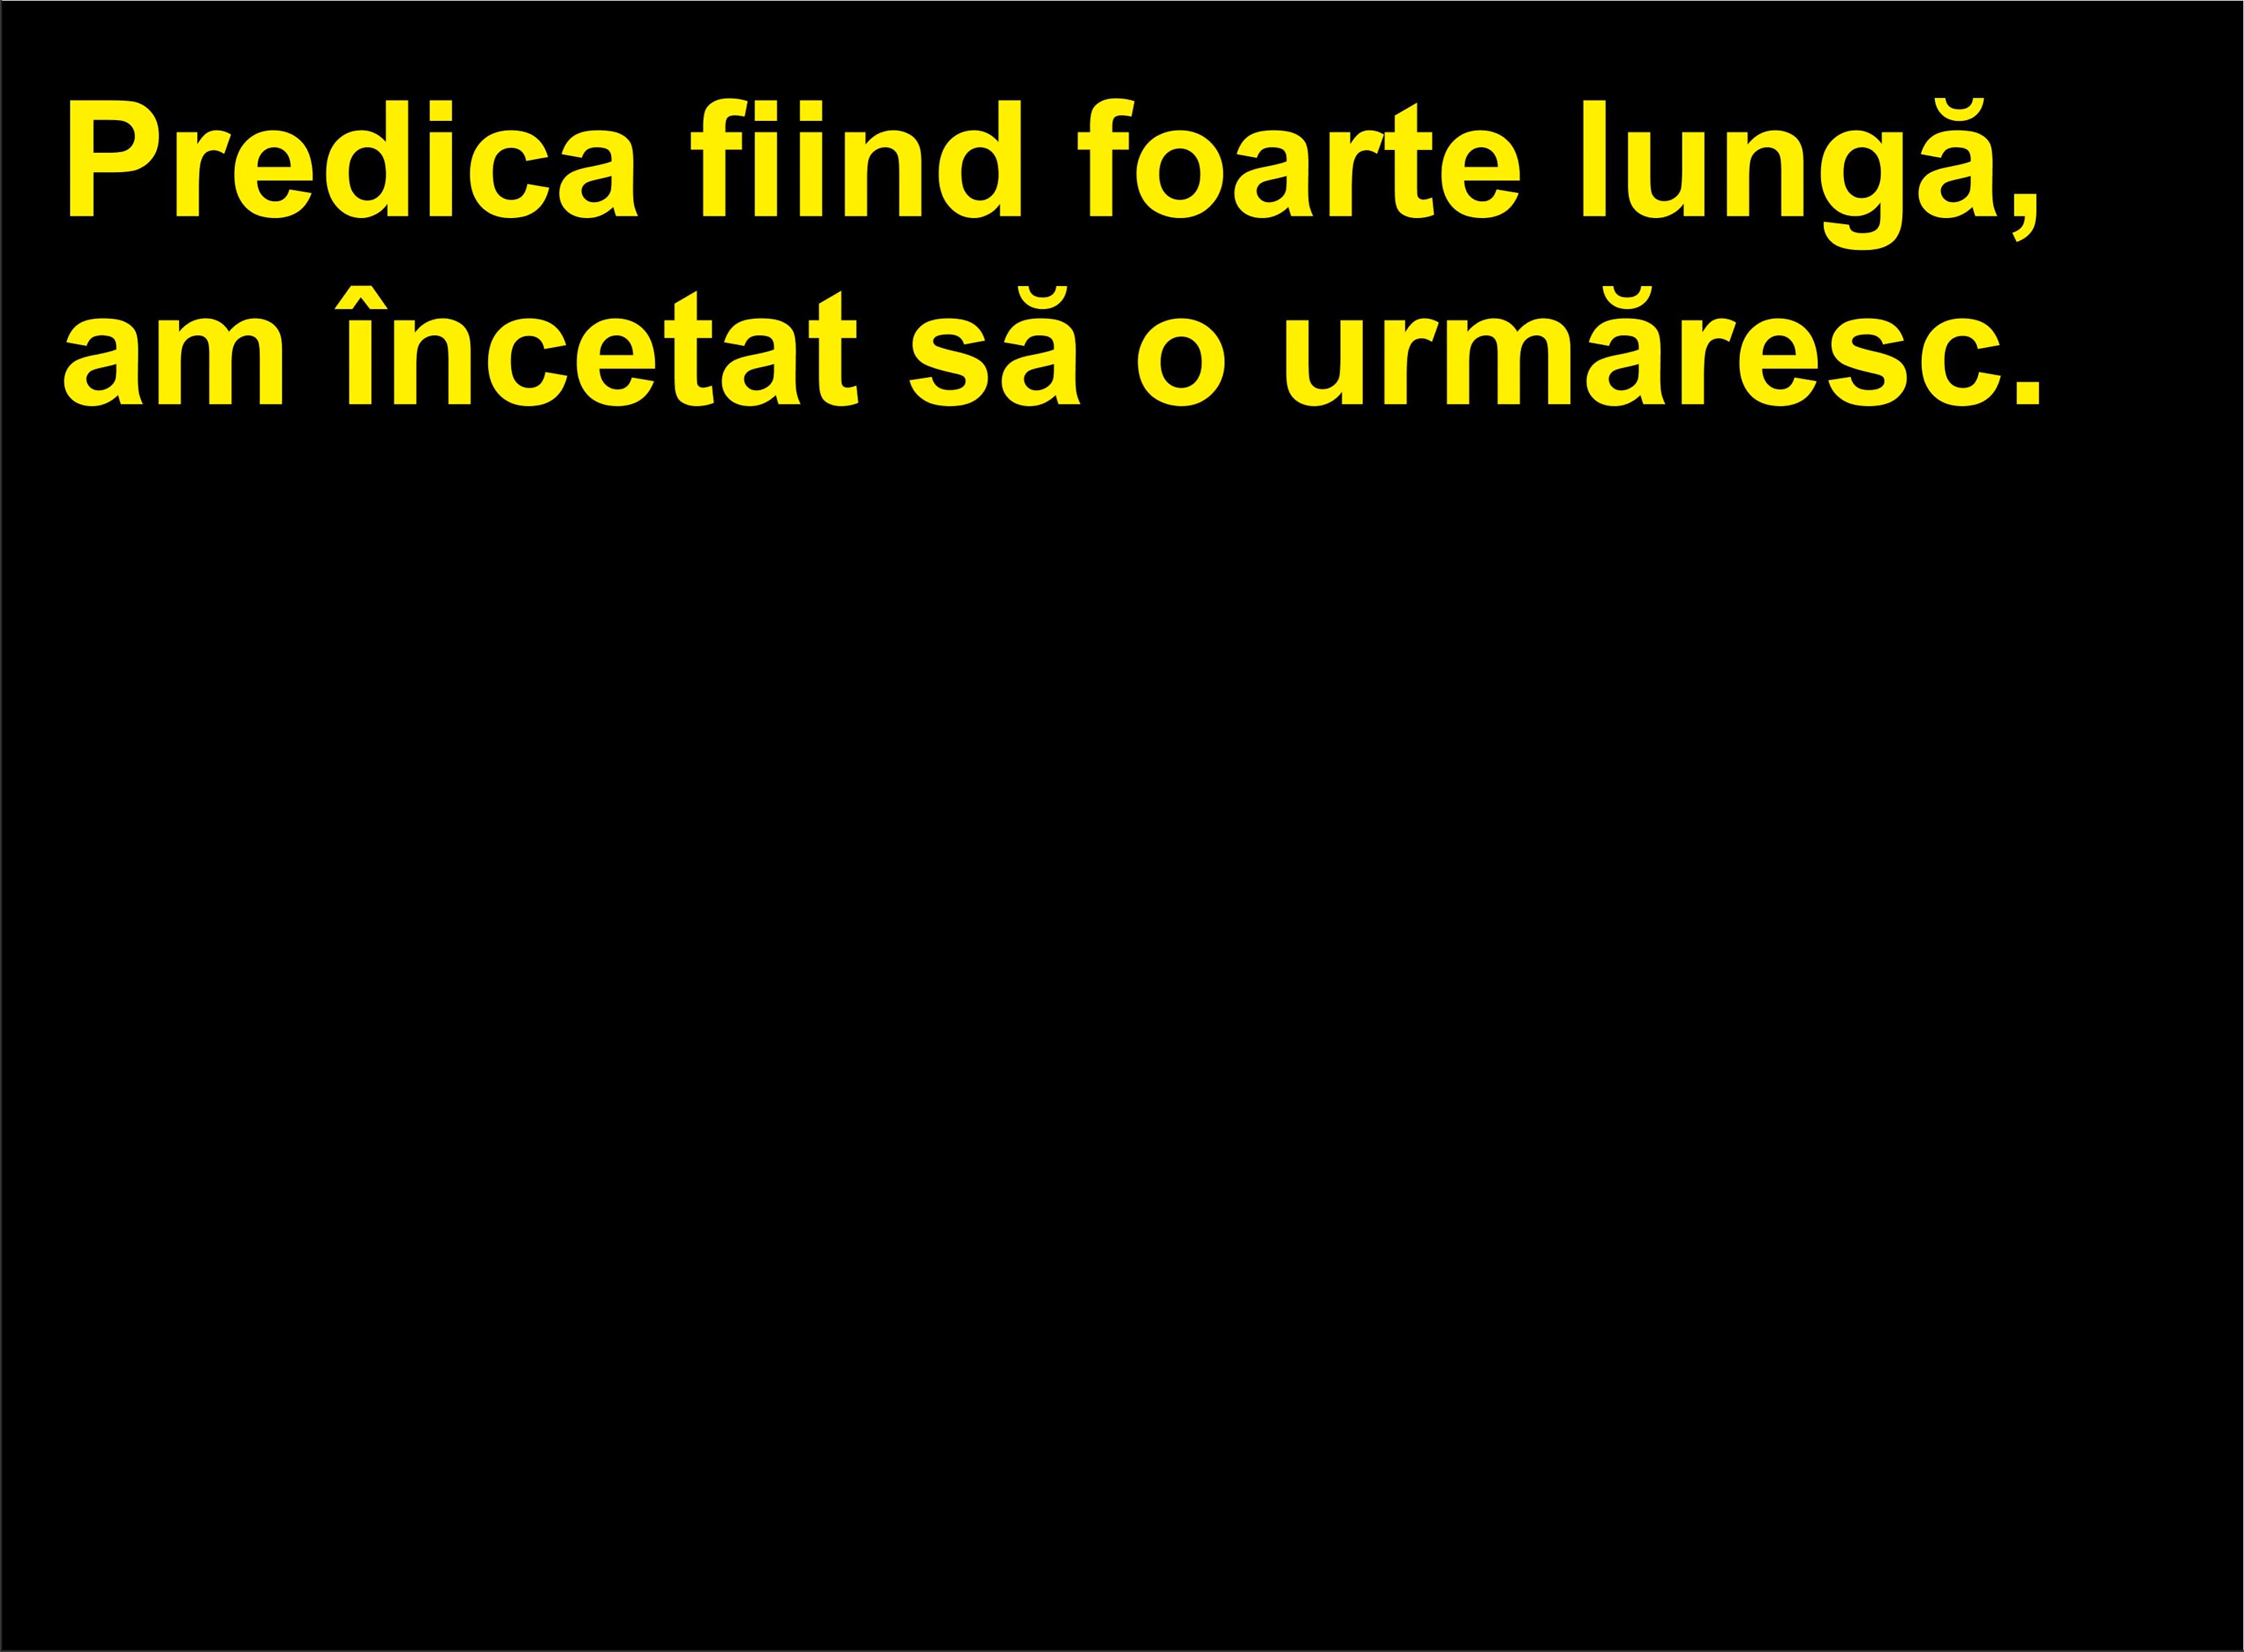 Predica fiind foarte lungă,
am încetat să o urmăresc.